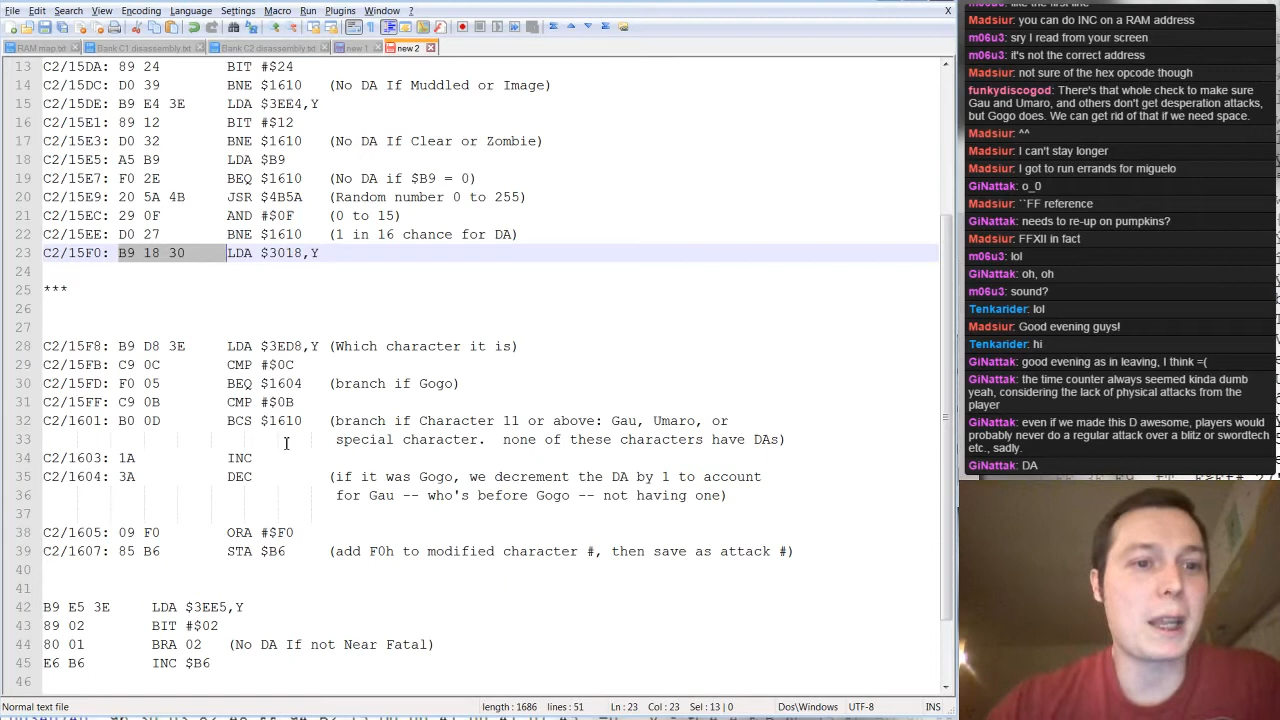 File Edit Search View Encoding Language Settings Macro Run Plugins Window ? X
RAM map.txt Bank C1 disassembly.txt Bank C2 disassembly.txt new 1 new 2
13 C2/15DA: 89 24 BIT #$24
14 C2/15DC: D0 39 BNE $1610 (No DA If Muddled or Image)
15 C2/15DE: B9 E4 3E LDA $3EE4,Y
16 C2/15E1: 89 12 BIT #$12
17 C2/15E3: D0 32 BNE $1610 (No DA If Clear or Zombie)
18 C2/15E5: A5 B9 LDA $B9
19 C2/15E7: F0 2E BEQ $1610 (No DA if $b9 = 0)
20 C2/15E9: 20 5A 4B JSR $4B5A (Random number 0 to 255)
21 C2/15EC: 29 0F AND #$0F (0 to 15)
22 C2/15EE: D0 27 BNE $1610 (1 in 16 chance for DA)
23 C2/15F0: B9 18 30 LDA $3018,Y
24
25 ***
26
27
28 C2/15F8: B9 D8 3E LDA $3ED8,Y (Which character it is)
29 C2/15FB: C9 0C CMP #$0C
30 C2/15FD: F0 05 BEQ $1604 (branch if Gogo)
31 C2/15FF: C9 0B CMP #$0B
32 C2/1601: B0 0D BCS $1610 (branch if Character 11 or above: Gau, Umaro, or
33 special character. none of these characters have DAs)
34 C2/1603: 1A INC
35 C2/1604: 3A DEC (if it was Gogo, we decrement the DA by 1 to account
36 for Gau -- who's before Gogo -- not having one)
37
38 C2/1605: 09 F0 ORA #$F0
39 C2/1607: 85 B6 STA $B6 (add F0h to modified character #, then save as attack #)
40
41
42 B9 E5 3E LDA $3EE5,Y
43 89 02 BIT #$02
44 80 01 BRA 02 (No DA If not Near Fatal)
45 E6 B6 INC $B6
46
Normal text file length : 1686 lines : 51 Ln : 23 Col : 23 Sel : 13 | 0 Dos\Windows UTF-8 INS
like the first line
Madsiur: you can do INC on a RAM address
m06u3: sry I read from your screen
m06u3: it's not the correct address
Madsiur: not sure of the hex opcode though
funkydiscogod: There's that whole check to make sure
Gau and Umaro, and others don't get desperation attacks,
but Gogo does. We can get rid of that if we need space.
Madsiur: ^^
Madsiur: I can't stay longer
Madsiur: I got to run errands for miguelo
GiNattak: o_0
Madsiur: ``FF reference
GiNattak: needs to re-up on pumpkins?
Madsiur: FFXII in fact
m06u3: lol
GiNattak: oh, oh
m06u3: sound?
Tenkarider: lol
Madsiur: Good evening guys!
Tenkarider: hi
GiNattak: good evening as in leaving, I think =(
GiNattak: the time counter always seemed kinda dumb
yeah, considering the lack of physical attacks from the
player
GiNattak: even if we made this D awesome, players would
probably never do a regular attack over a blitz or swordtech
etc., sadly.
GiNattak: DA